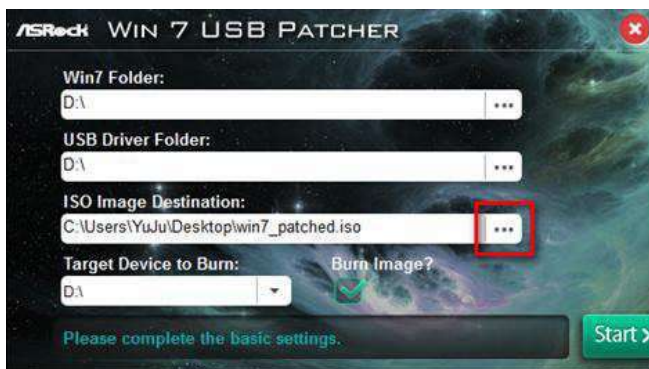 ASRock WIN 7 USB PATCHER
Win7 Folder:
D:\
USB Driver Folder:
D:\
ISO Image Destination:
C:\Users\YuJu\Desktop\win7_patched.iso
Target Device to Burn: Burn Image?
D:\
Please complete the basic settings.
Start